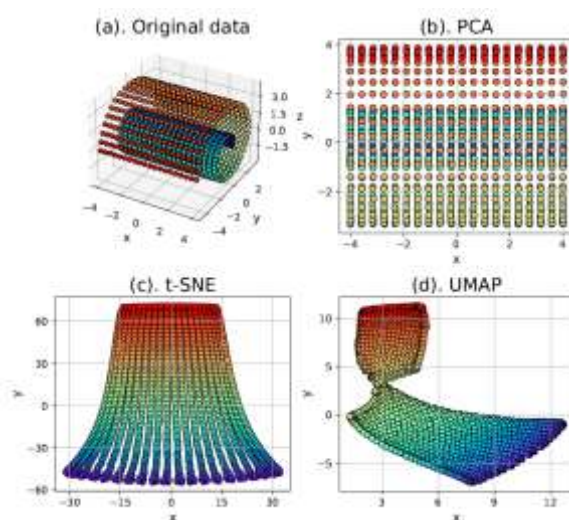 (a). Original data
(b). PCA
3.0
1.5
0.0
−1.5
z
−4 −2 0 2 4
x
−4 −2 0 2
y
4
2
0
−2
y
−4 −2 0 2 4
x
(c). t-SNE
(d). UMAP
60
30
0
−30
−60
y
−30 −15 0 15 30
x
10
5
0
−5
y
3 6 9 12
x